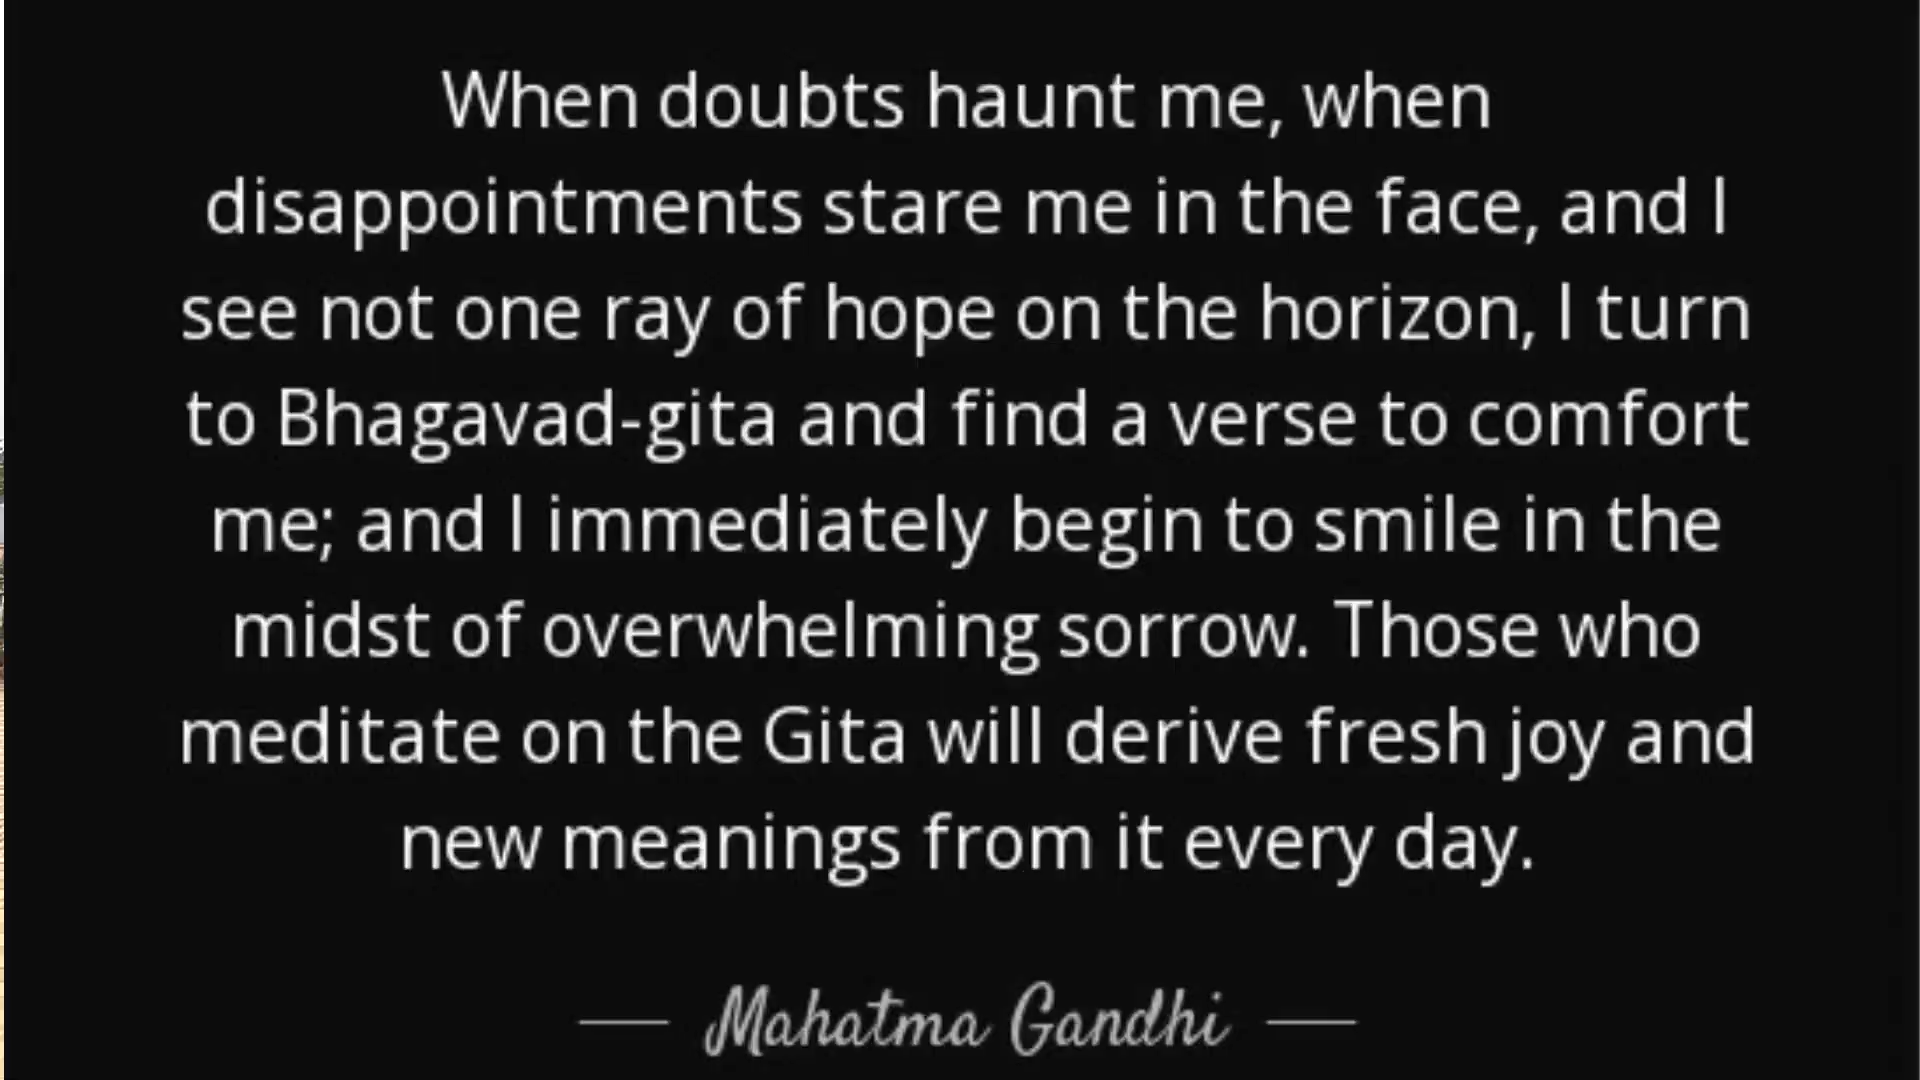 When doubts haunt me, when
disappointments stare me in the face, and I
see not one ray of hope on the horizon, I turn
to Bhagavad-gita and find a verse to comfort
me; and I immediately begin to smile in the
midst of overwhelming sorrow. Those who
meditate on the Gita will derive fresh joy and
new meanings from it every day.
— Mahatma Gandhi —